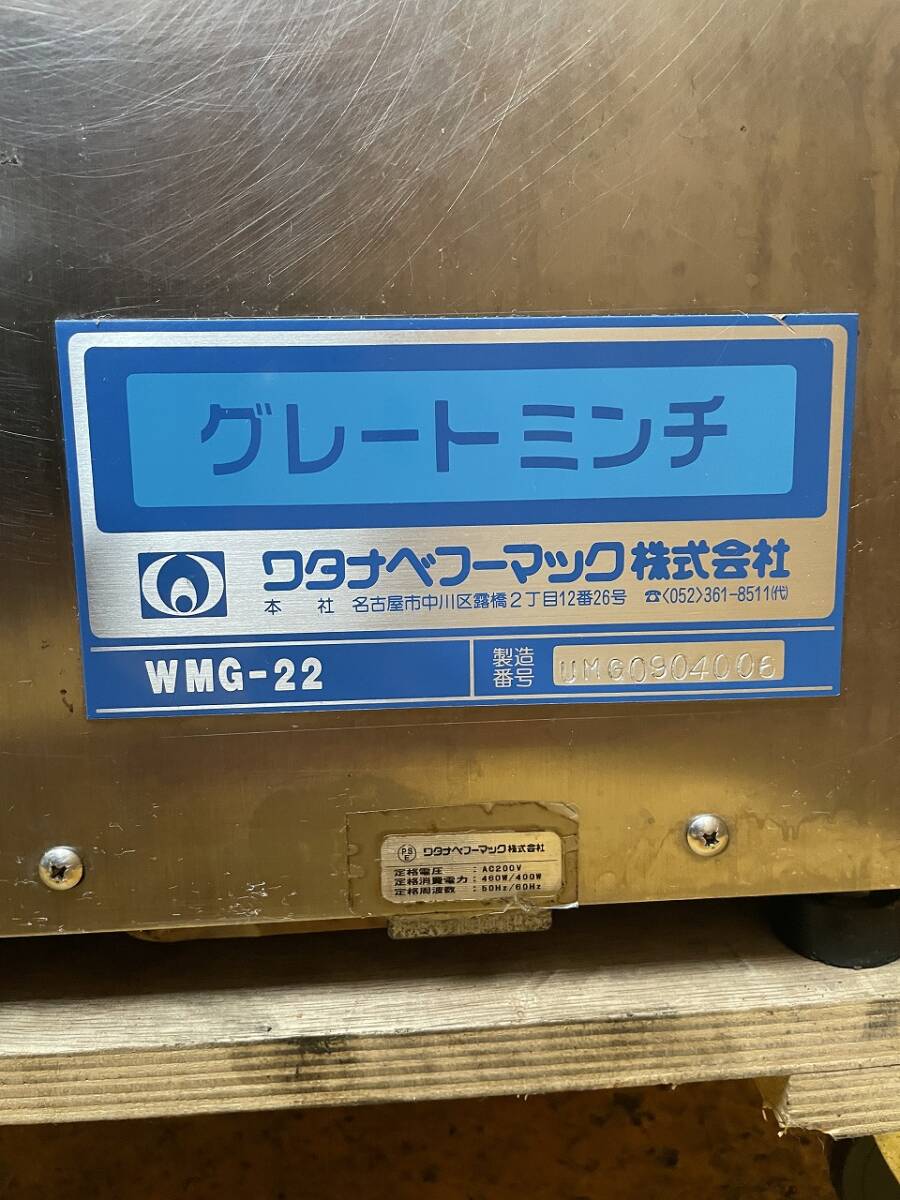 グレートミンチ
ワタナベフーマック株式会社
本 社 名古屋市中川区露橋2丁目12番26号 ☎〈052〉361-8511(代)
WMG-22
製造番号 UMG0904006
PSE ワタナベフーマック株式会社
定格電圧:AC200V
定格消費電力:460W/400W
定格周波数:50Hz/60Hz